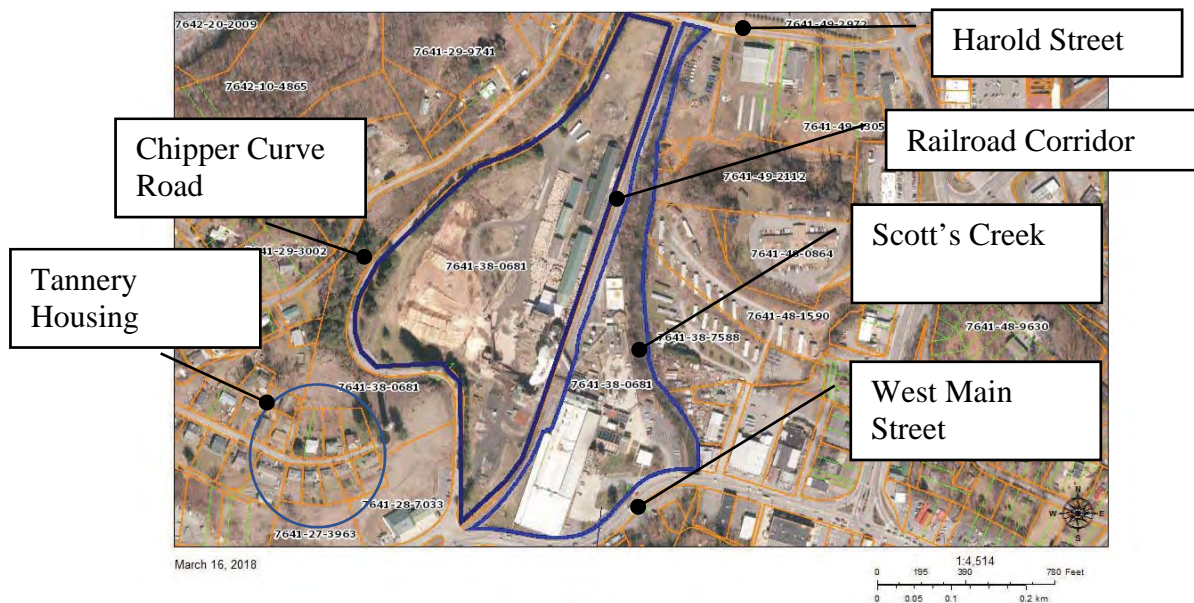 7642-20-2009
7641-49-2972
Harold Street
7641-29-9741
7642-10-4865
Chipper Curve
Road
Railroad Corridor
7641-49-2112
Scott's Creek
7641-38-0681
Tannery
Housing
7641-48-1590
7641-48-9630
7641-38-7588
7641-38-0681
7641-38-0681
West Main
Street
7641-28-7033
7641-27-3963
N
W
E
S
March 16, 2018
1:4,514
0 195 390 780 Feet
0 0.05 0.1 0.2 km